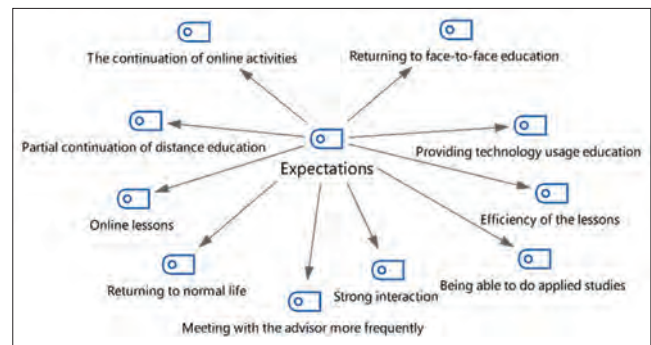 The continuation of online activities
Returning to face-to-face education
Partial continuation of distance education
Providing technology usage education
Expectations
Online lessons
Efficiency of the lessons
Returning to normal life
Strong interaction
Being able to do applied studies
Meeting with the advisor more frequently